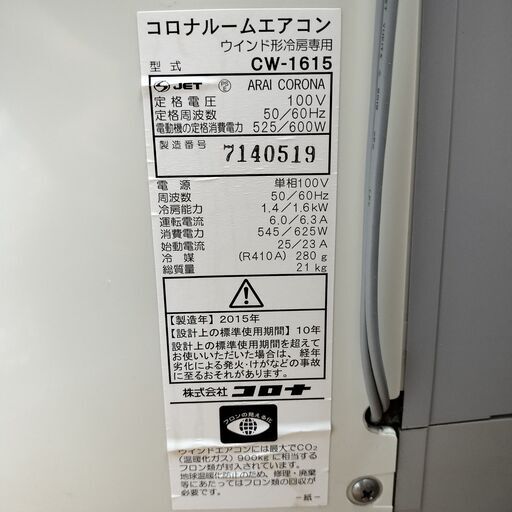 コロナルームエアコン
ウインド形冷房専用
型式 CW-1615
JET PS E ARAI CORONA
定格電圧 100V
定格周波数 50/60Hz
電動機の定格消費電力 525/600W
製造番号 7140519
電源 単相100V
周波数 50/60Hz
冷房能力 1.4/1.6kW
運転電流 6.0/6.3A
消費電力 545/625W
始動電流 25/23A
冷媒 (R410A) 280g
総質量 21kg
【製造年】2015年
【設計上の標準使用期間】10年
設計上の標準使用期間を超えて
お使いいただいた場合は、経年
劣化による発火・けがなどの事故
に至るおそれがあります。
株式会社 コロナ
フロンの見える化
ウインドエアコンには最大でCO₂
(温暖化ガス) 900kgに相当する
フロン類が封入されています。
地球温暖化防止のため、修理・廃棄
等にあたってはフロン類の回収が
必要です。
-紙-